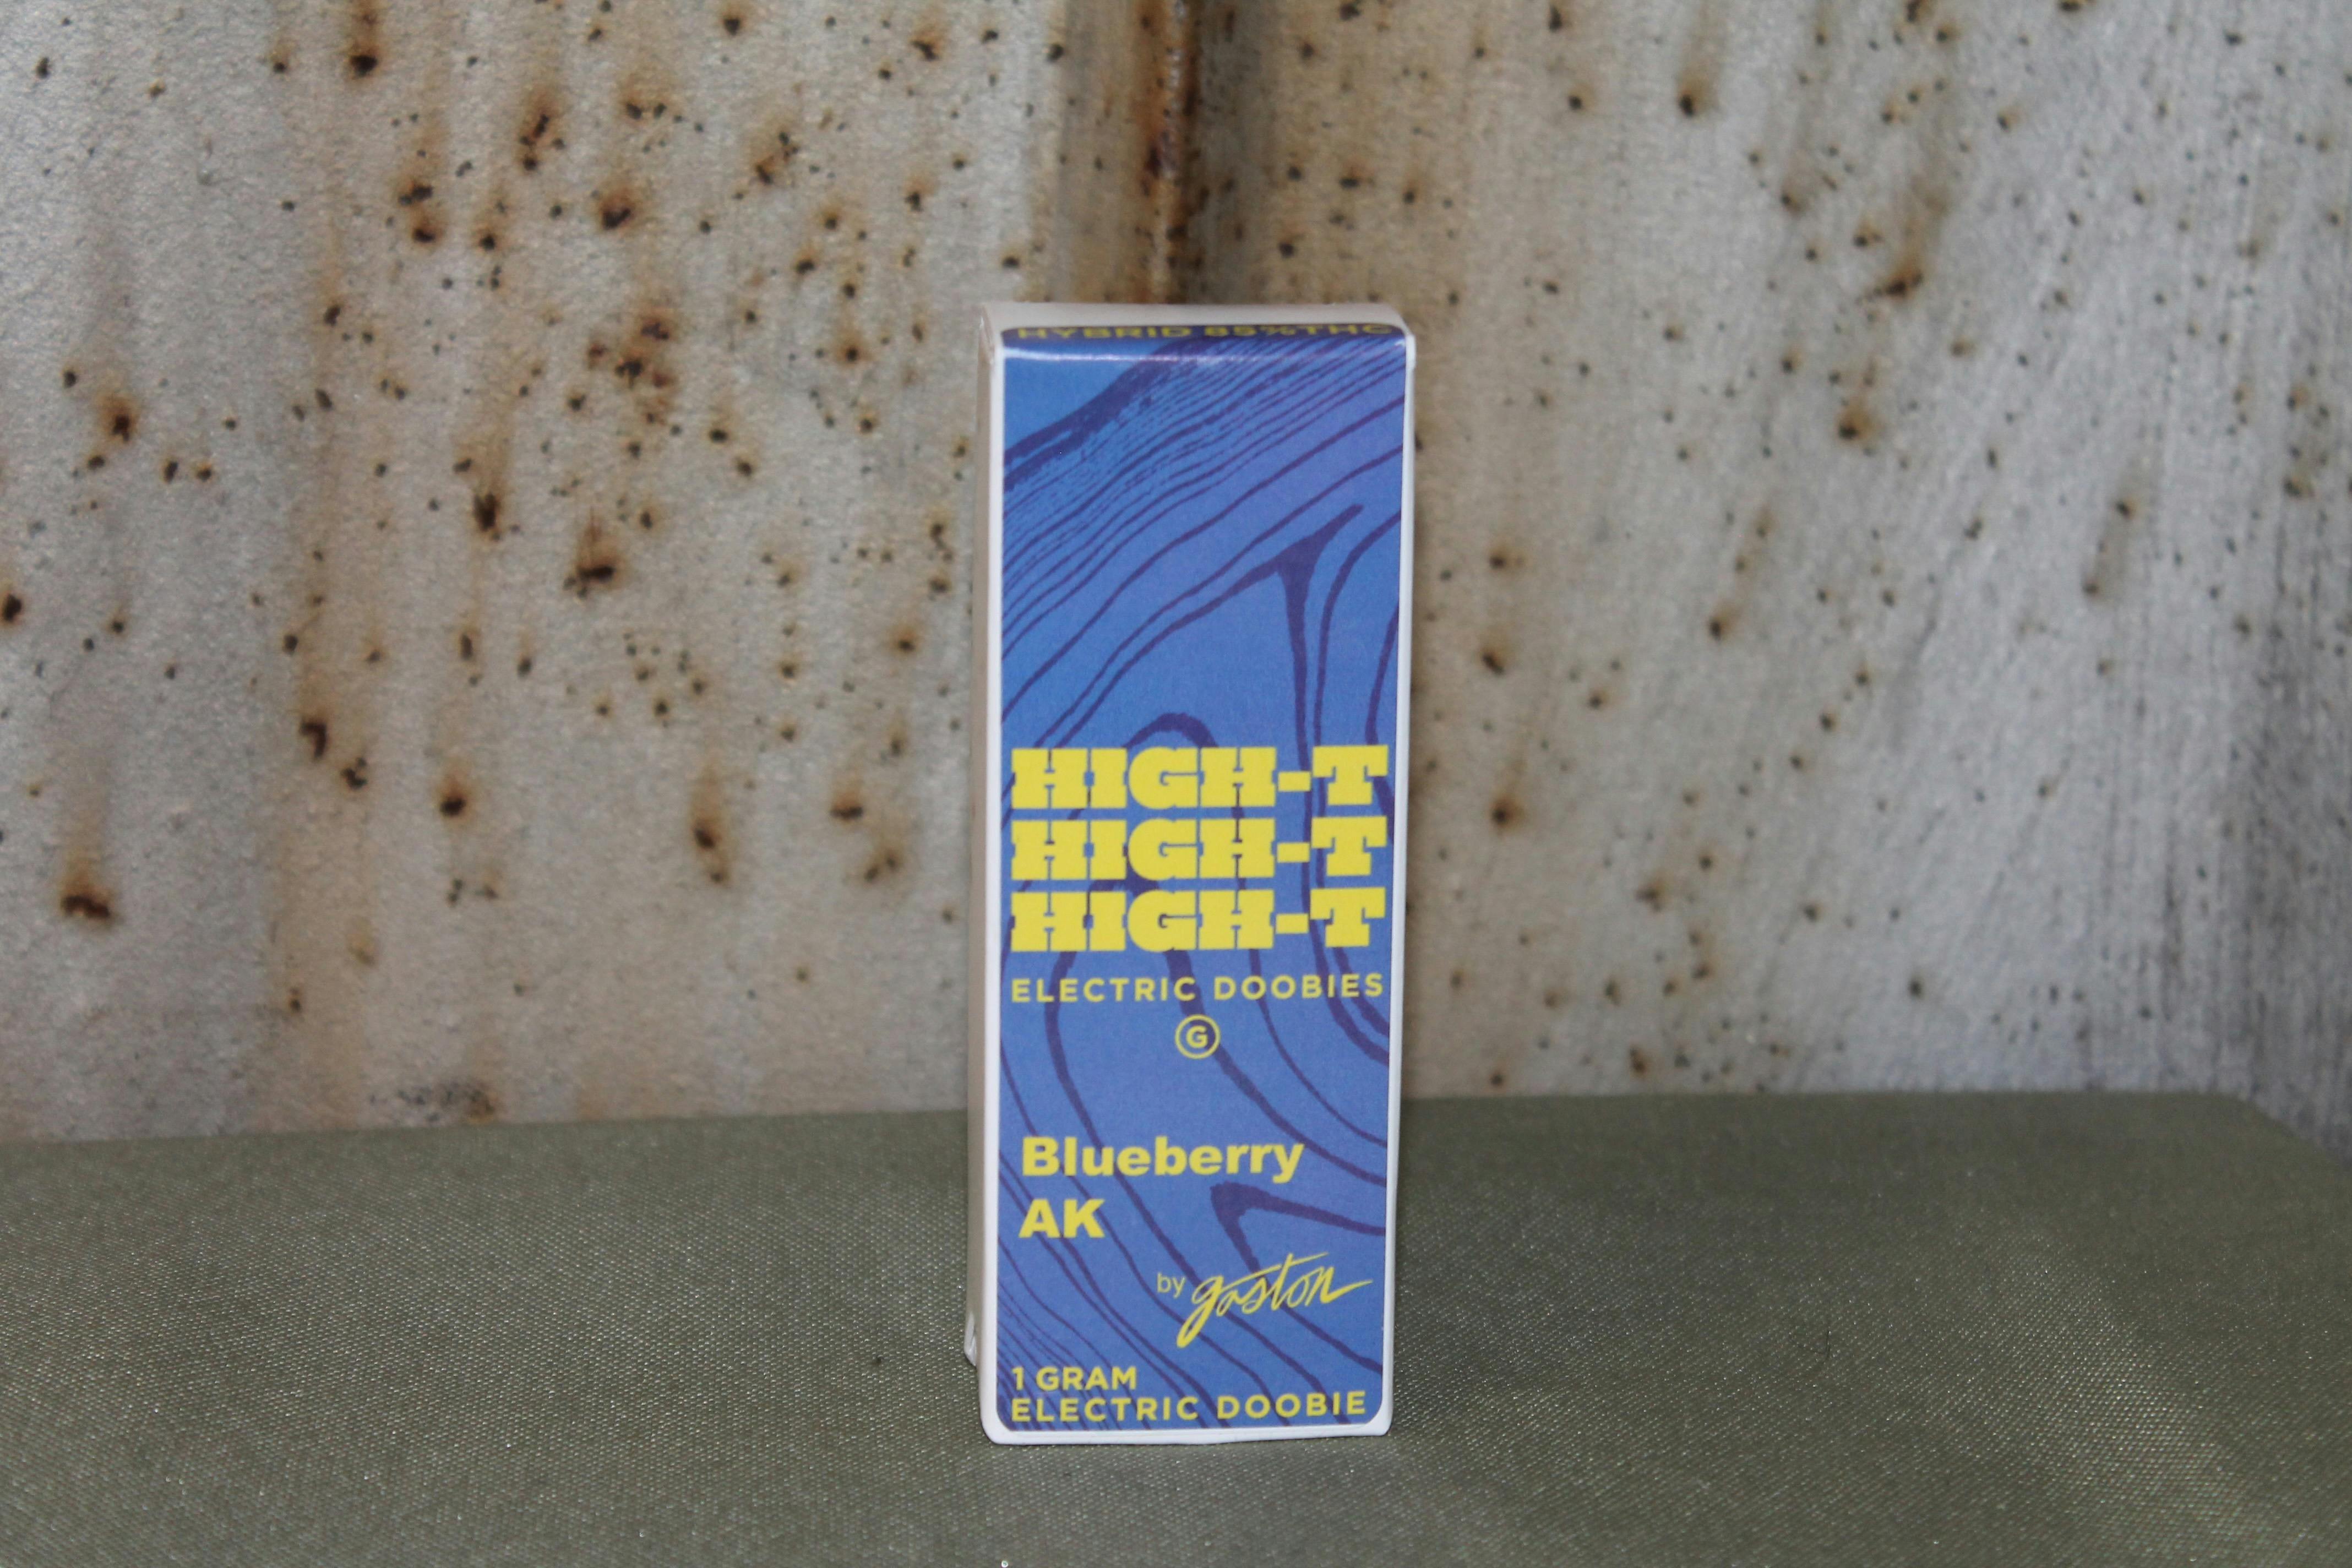 HYBRID 85% THC
HIGH-T
HIGH-T
HIGH-T
ELECTRIC DOOBIES
G
Blueberry
AK
by gaston
1 GRAM
ELECTRIC DOOBIE